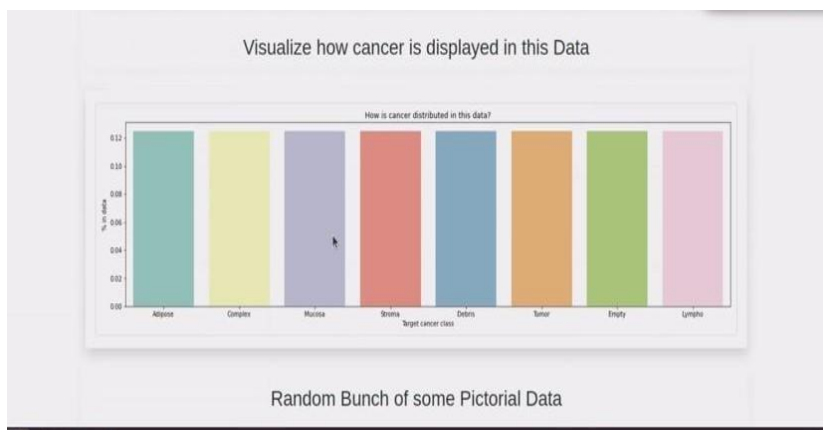 Visualize how cancer is displayed in this Data
How is cancer distributed in this data?
% in data
0.12
0.10
0.08
0.06
0.04
0.02
0.00
Adipose Complex Mucosa Stroma Debris Tumor Empty Lympho
Target cancer class
Random Bunch of some Pictorial Data